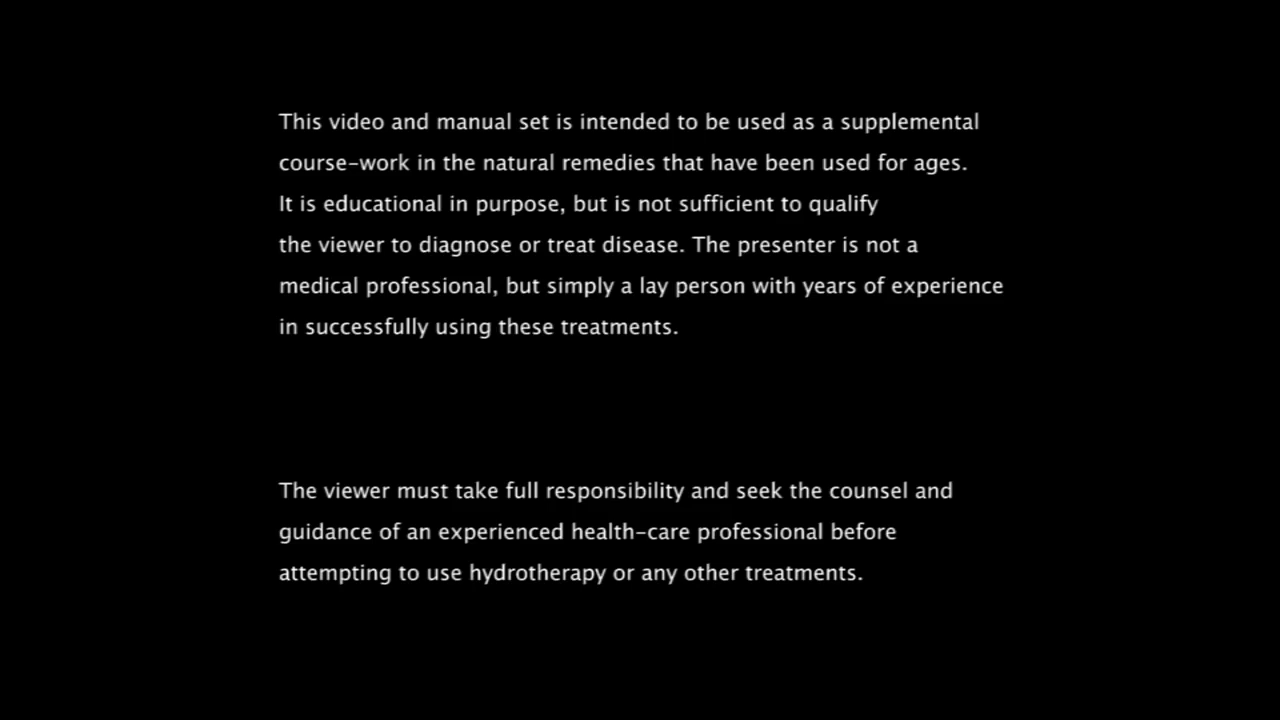 This video and manual set is intended to be used as a supplemental
course-work in the natural remedies that have been used for ages.
It is educational in purpose, but is not sufficient to qualify
the viewer to diagnose or treat disease. The presenter is not a
medical professional, but simply a lay person with years of experience
in successfully using these treatments.
The viewer must take full responsibility and seek the counsel and
guidance of an experienced health-care professional before
attempting to use hydrotherapy or any other treatments.